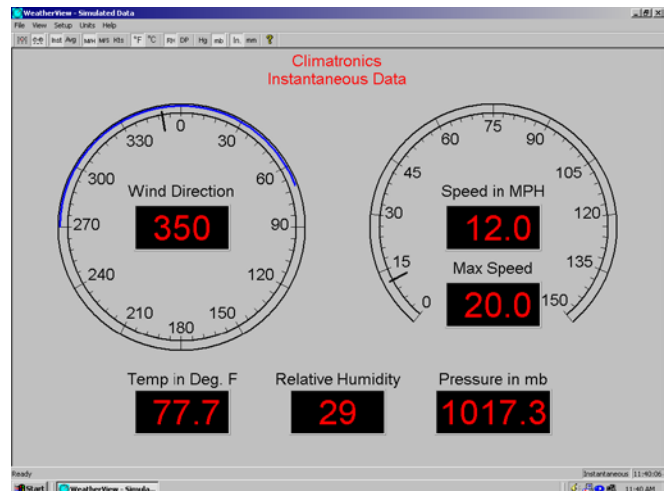 WeatherView - Simulated Data
File View Setup Units Help
Inst Avg MPH M/S Kts °F °C RH DP Hg mb In. mm
Climatronics
Instantaneous Data
0
30
60
90
120
150
180
210
240
270
300
330
Wind Direction
350
0
15
30
45
60
75
90
105
120
135
150
Speed in MPH
12.0
Max Speed
20.0
Temp in Deg. F
77.7
Relative Humidity
29
Pressure in mb
1017.3
Ready
Instantaneous 11:40:06
Start WeatherView - Simula...
11:40 AM